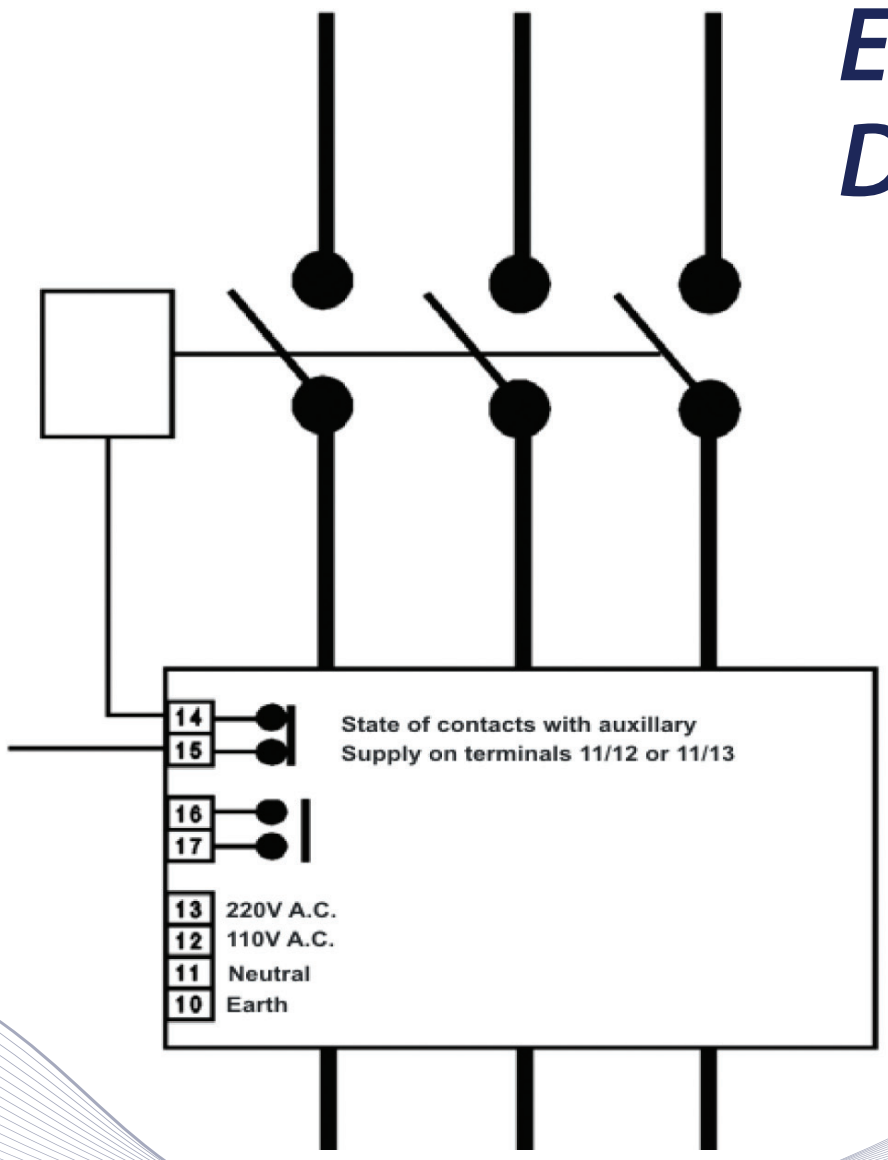 E
D
14 State of contacts with auxillary
15 Supply on terminals 11/12 or 11/13
16
17
13 220V A.C.
12 110V A.C.
11 Neutral
10 Earth